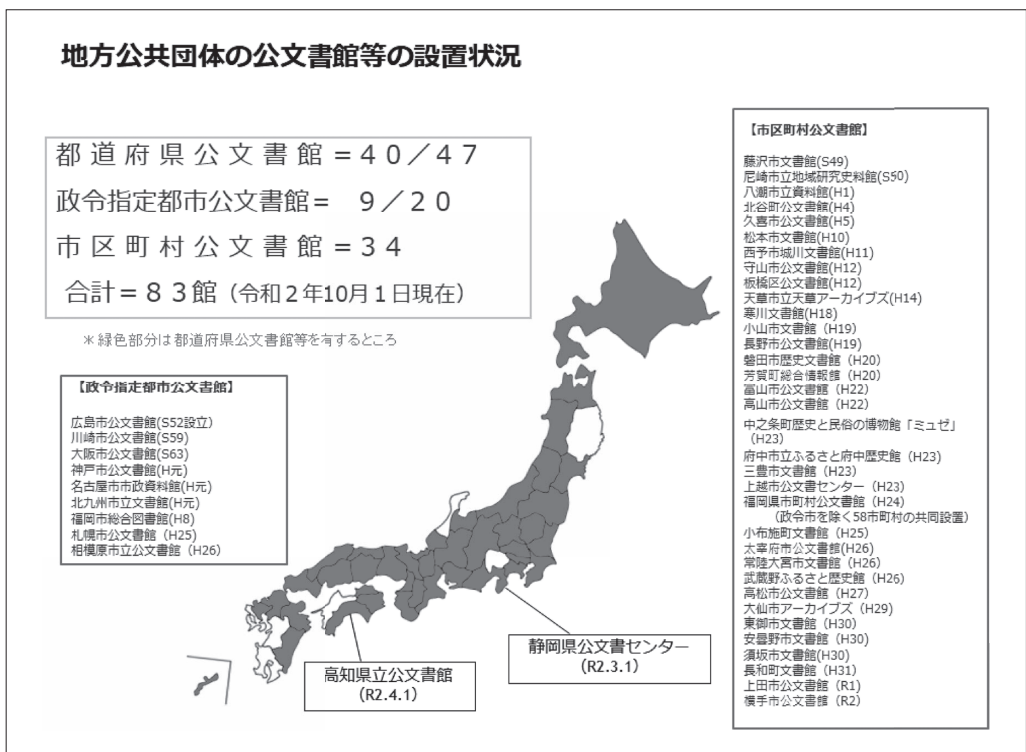 地方公共団体の公文書館等の設置状況
都道府県公文書館＝４０／４７
政令指定都市公文書館＝　９／２０
市区町村公文書館＝３４
合計＝８３館（令和２年10月１日現在）
＊緑色部分は都道府県公文書館等を有するところ
【政令指定都市公文書館】
広島市公文書館(S52設立)
川崎市公文書館(S59)
大阪市公文書館(S63)
神戸市公文書館(H元)
名古屋市市政資料館(H元)
北九州市立文書館(H元)
福岡市総合図書館(H8)
札幌市公文書館（H25）
相模原市立公文書館（H26）
高知県立公文書館
（R2.4.1）
静岡県公文書センター
（R2.3.1）
【市区町村公文書館】
藤沢市文書館(S49)
尼崎市立地域研究史料館(S50)
八潮市立資料館(H1)
北谷町公文書館(H4)
久喜市公文書館(H5)
松本市文書館(H10)
西予市城川文書館(H11)
守山市公文書館(H12)
板橋区公文書館(H12)
天草市立天草アーカイブズ(H14)
寒川文書館(H18)
小山市文書館（H19）
長野市公文書館(H19)
磐田市歴史文書館（H20）
芳賀町総合情報館（H20）
富山市公文書館（H22）
高山市公文書館（H22）
中之条町歴史と民俗の博物館「ミュゼ」
（H23）
府中市立ふるさと府中歴史館（H23）
三豊市文書館（H23）
上越市公文書センター（H23）
福岡県市町村公文書館（H24）
（政令市を除く58市町村の共同設置）
小布施町文書館（H25）
太宰府市公文書館(H26)
常陸大宮市文書館（H26）
武蔵野ふるさと歴史館（H26）
高松市公文書館（H27）
大仙市アーカイブズ（H29）
東御市文書館（H30）
安曇野市文書館（H30）
須坂市文書館(H30)
長和町文書館（H31）
上田市公文書館（R1）
横手市公文書館（R2）